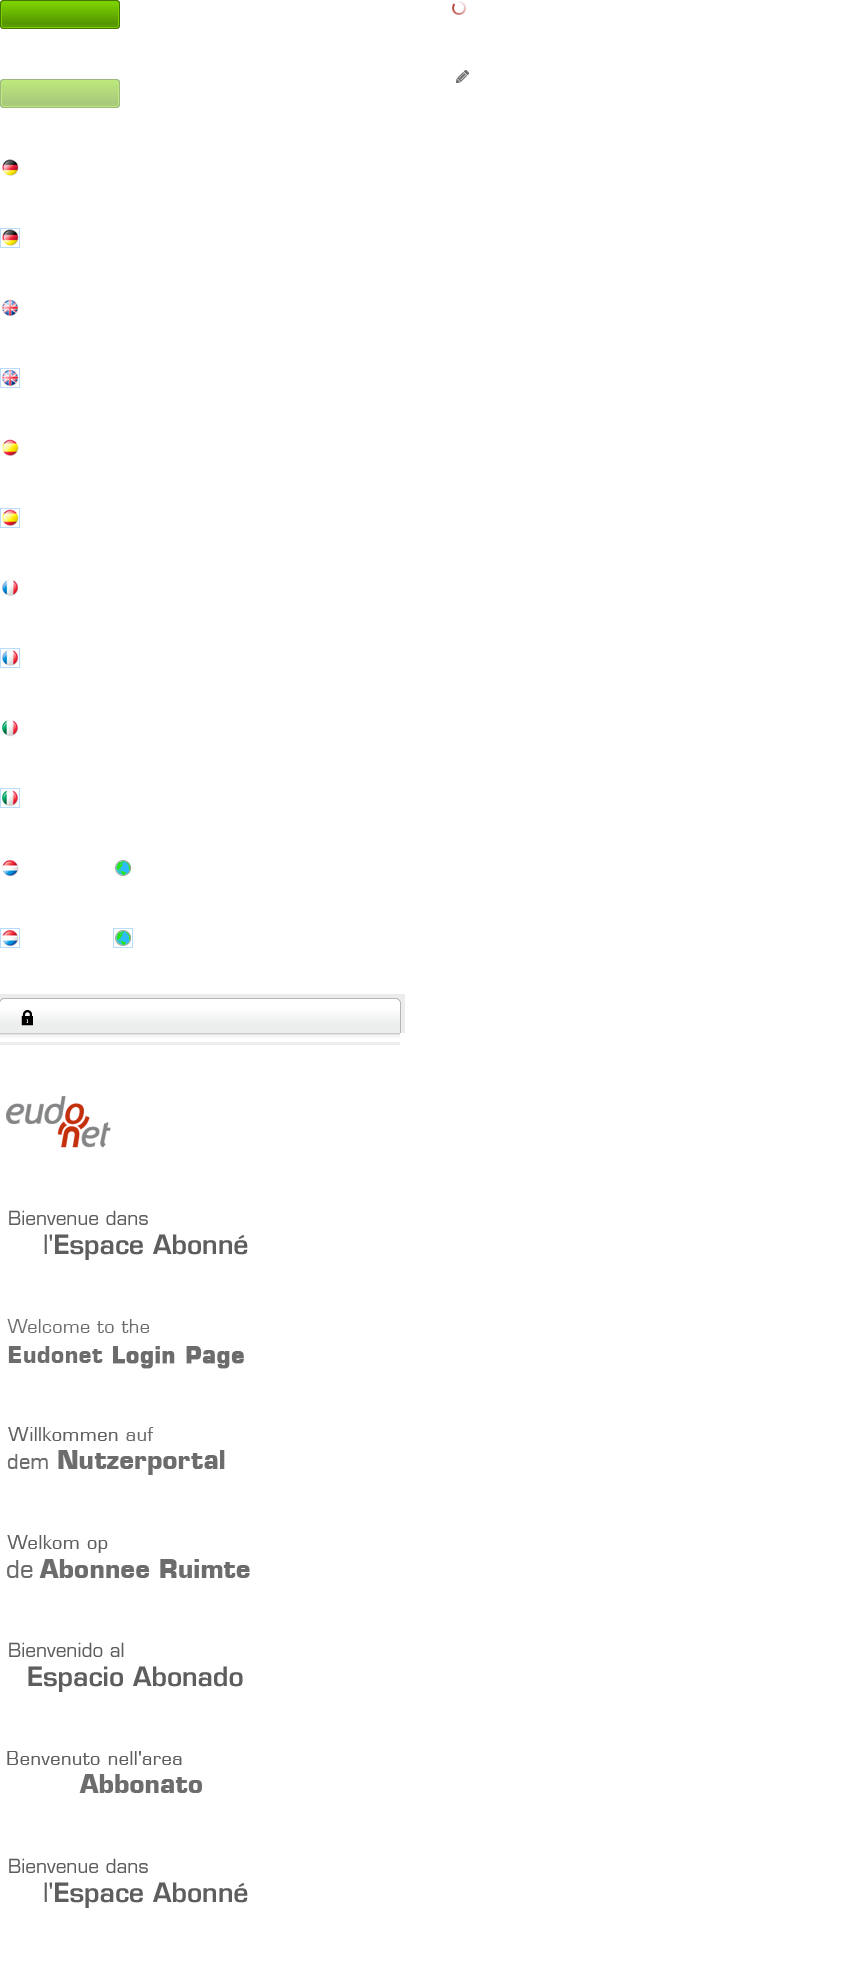 eudonet
Bienvenue dans
l'Espace Abonné
Welcome to the
Eudonet Login Page
Willkommen auf
dem Nutzerportal
Welkom op
de Abonnee Ruimte
Bienvenido al
Espacio Abonado
Benvenuto nell'area
Abbonato
Bienvenue dans
l'Espace Abonné